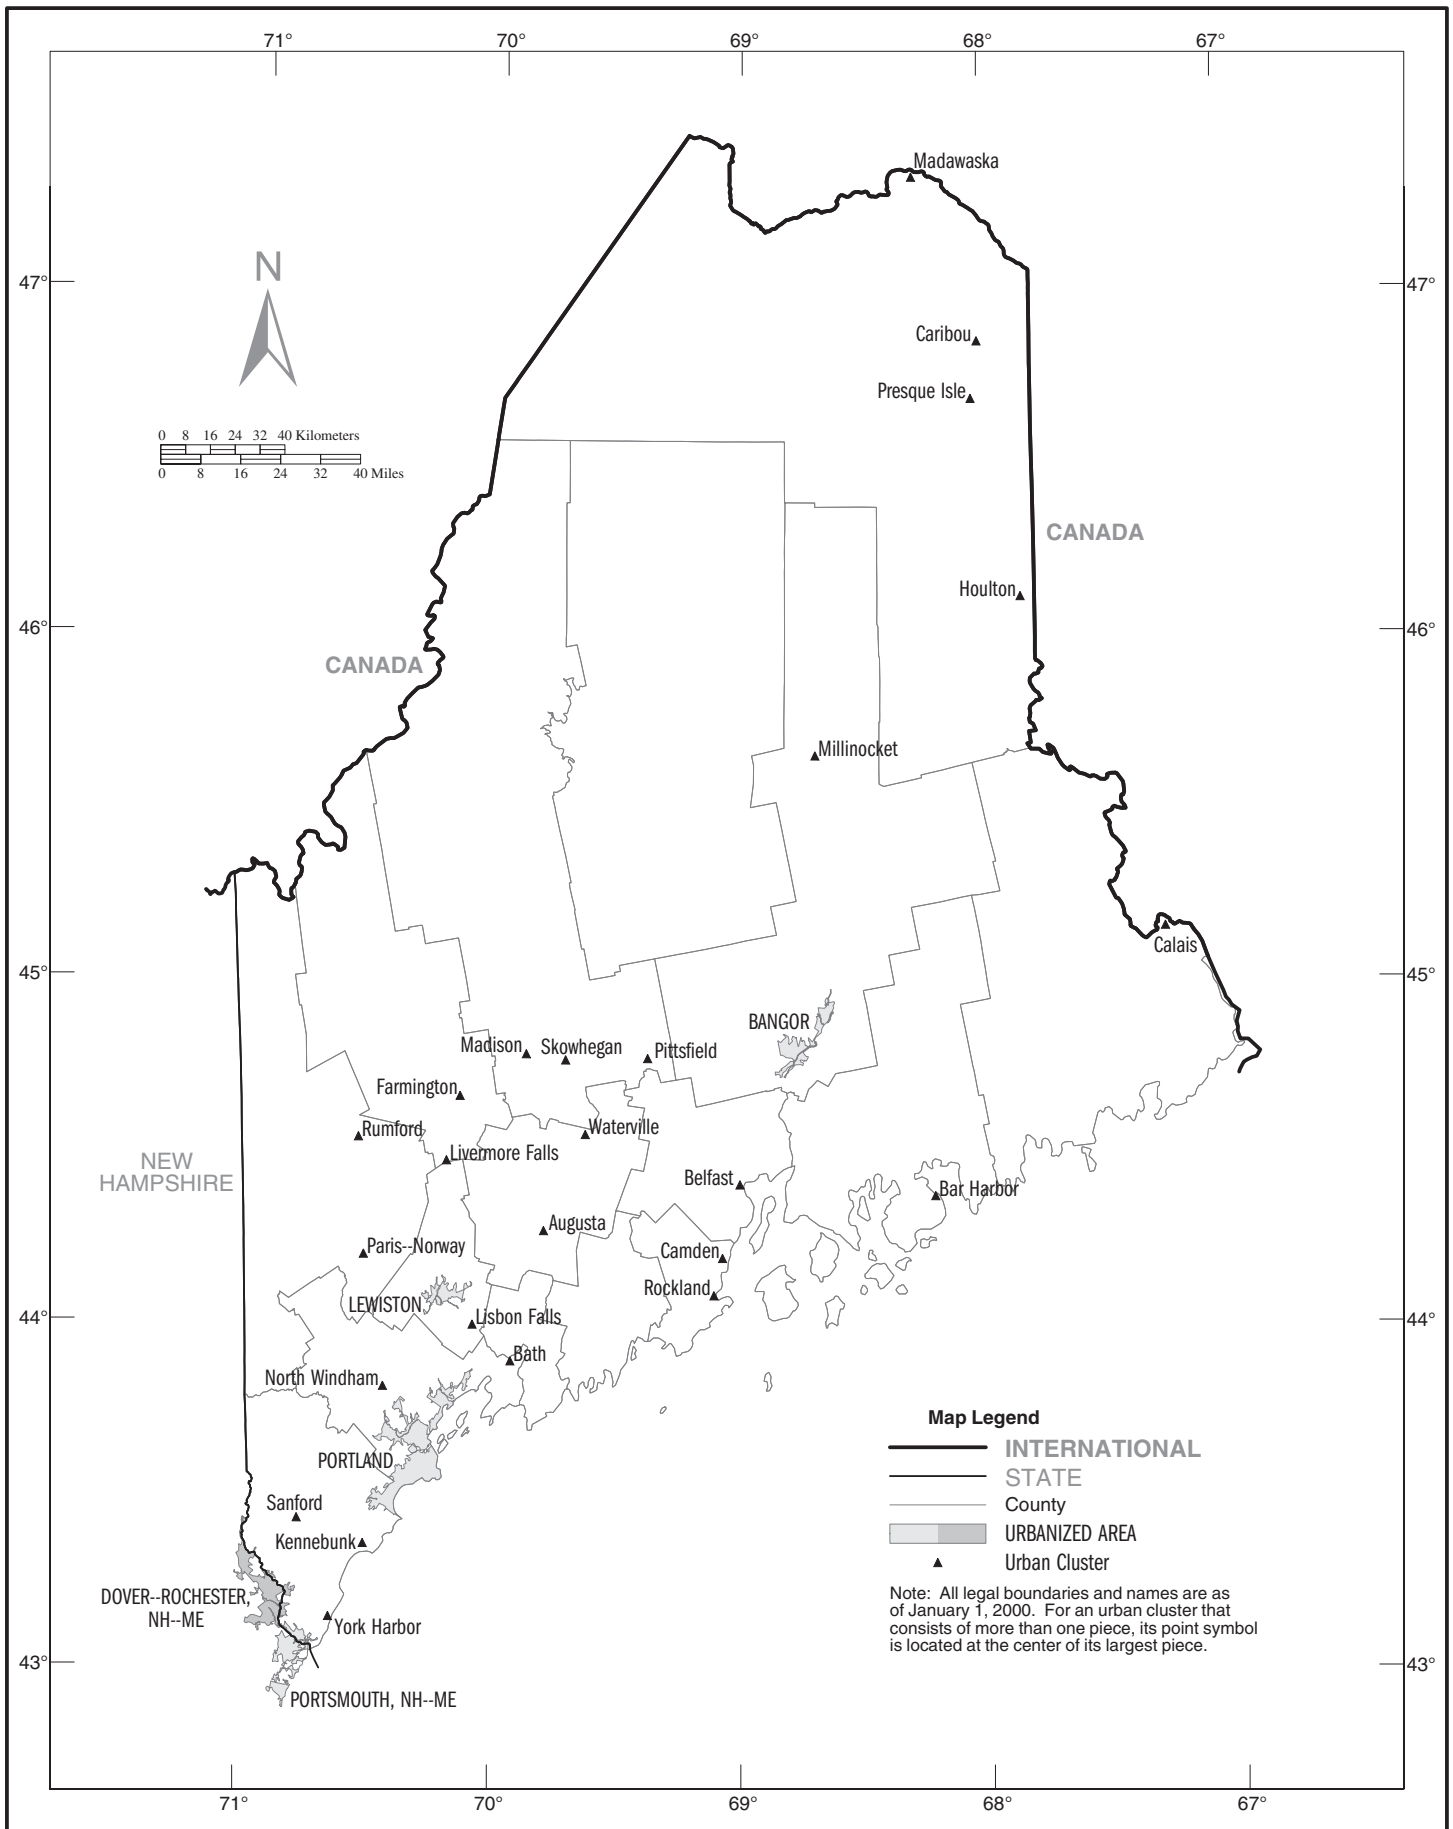 71° 70° 69° 68° 67°
Madawaska
N
47° 47°
Caribou
Presque Isle
0 8 16 24 32 40 Kilometers
0 8 16 24 32 40 Miles
CANADA
Houlton
46° 46°
CANADA
Millinocket
Calais
45° 45°
BANGOR
Madison
Skowhegan
Pittsfield
Farmington
Rumford
Waterville
Livermore Falls
NEW
HAMPSHIRE
Belfast
Bar Harbor
Augusta
Paris--Norway
Camden
Rockland
LEWISTON
Lisbon Falls
44° 44°
Bath
North Windham
PORTLAND
Sanford
Kennebunk
DOVER--ROCHESTER,
NH--ME
York Harbor
43° 43°
PORTSMOUTH, NH--ME
Map Legend
INTERNATIONAL
STATE
County
URBANIZED AREA
Urban Cluster
Note: All legal boundaries and names are as
of January 1, 2000. For an urban cluster that
consists of more than one piece, its point symbol
is located at the center of its largest piece.
71° 70° 69° 68° 67°